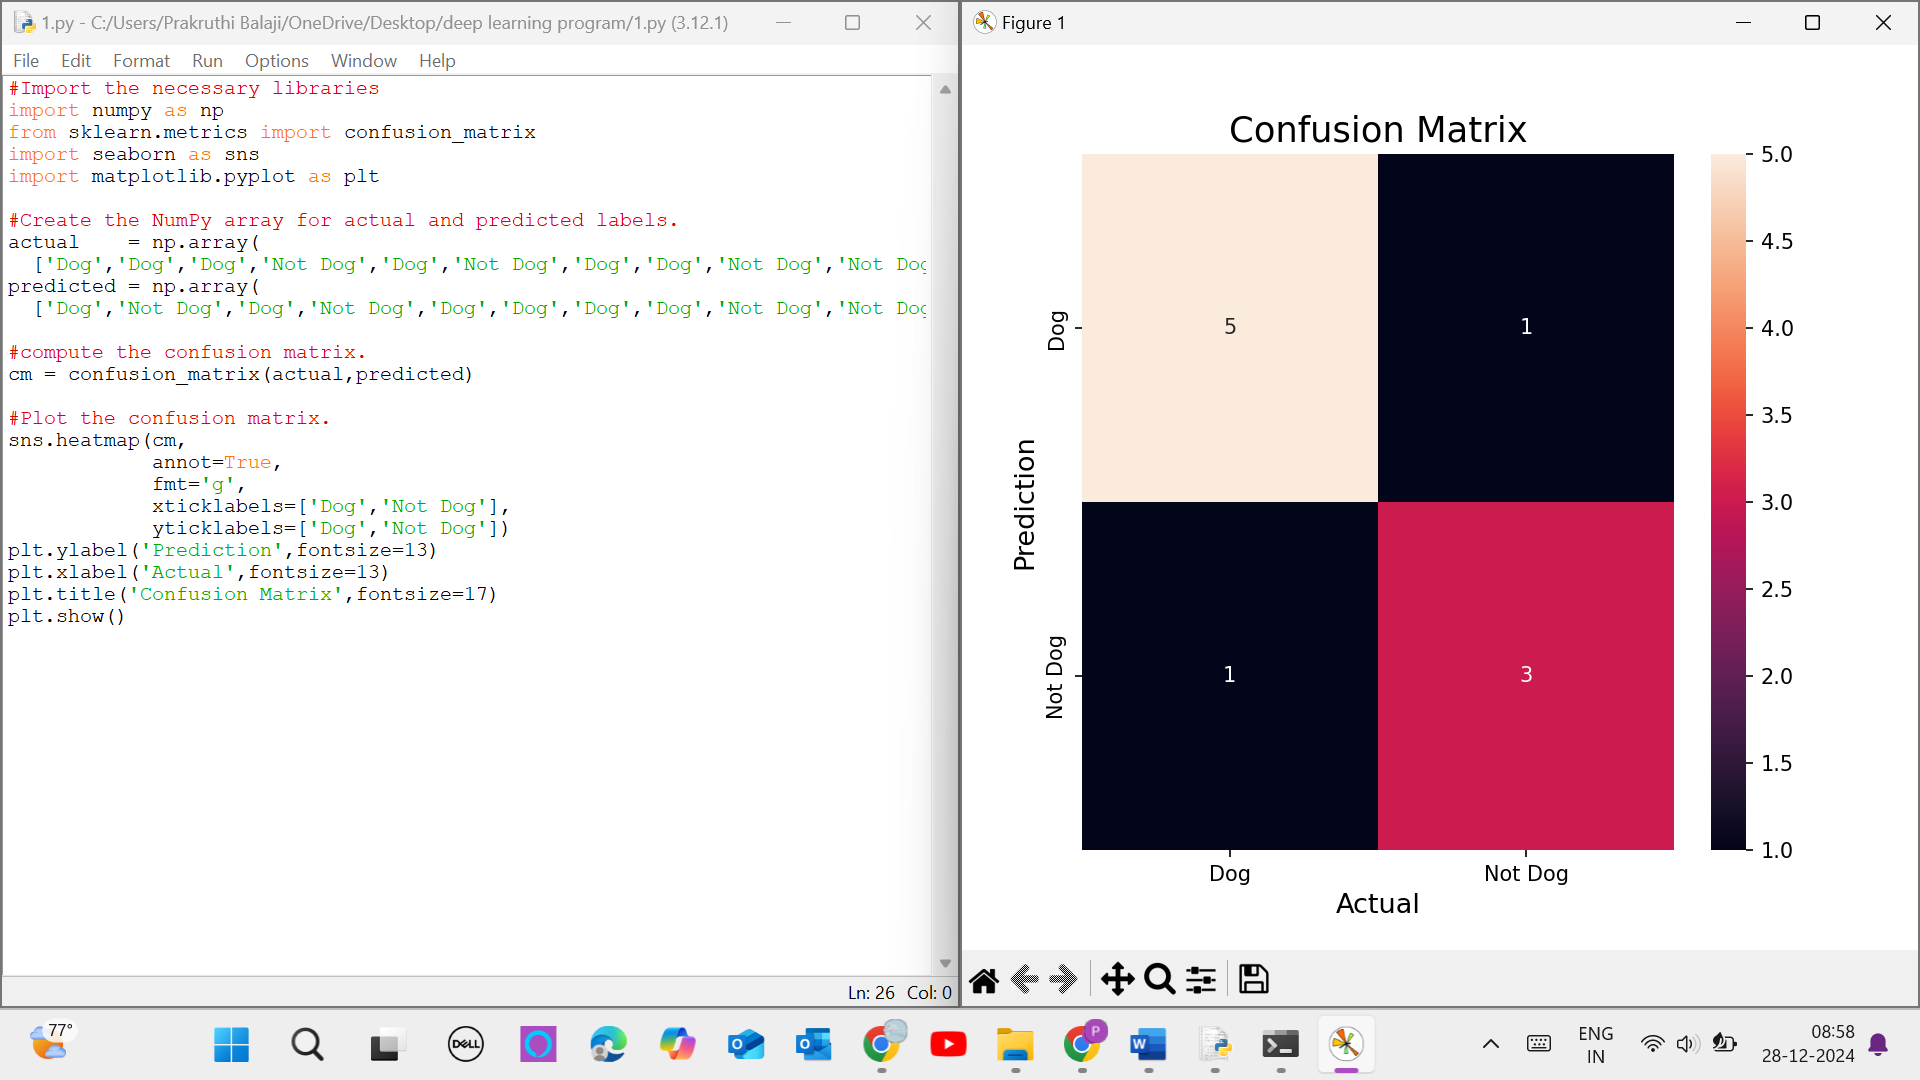 1.py - C:/Users/Prakruthi Balaji/OneDrive/Desktop/deep learning program/1.py (3.12.1)
File Edit Format Run Options Window Help
#Import the necessary libraries
import numpy as np
from sklearn.metrics import confusion_matrix
import seaborn as sns
import matplotlib.pyplot as plt
#Create the NumPy array for actual and predicted labels.
actual    = np.array(
['Dog','Dog','Dog','Not Dog','Dog','Not Dog','Dog','Dog','Not Dog','Not Dog
predicted = np.array(
['Dog','Not Dog','Dog','Not Dog','Dog','Dog','Dog','Dog','Not Dog','Not Dog
#compute the confusion matrix.
cm = confusion_matrix(actual,predicted)
#Plot the confusion matrix.
sns.heatmap(cm,
annot=True,
fmt='g',
xticklabels=['Dog','Not Dog'],
yticklabels=['Dog','Not Dog'])
plt.ylabel('Prediction',fontsize=13)
plt.xlabel('Actual',fontsize=13)
plt.title('Confusion Matrix',fontsize=17)
plt.show()
Ln: 26 Col: 0
Figure 1
Confusion Matrix
Prediction
Dog
Not Dog
5 1
1 3
Dog Not Dog
Actual
5.0
4.5
4.0
3.5
3.0
2.5
2.0
1.5
1.0
77°
DELL
P
W
ENG
IN
08:58
28-12-2024